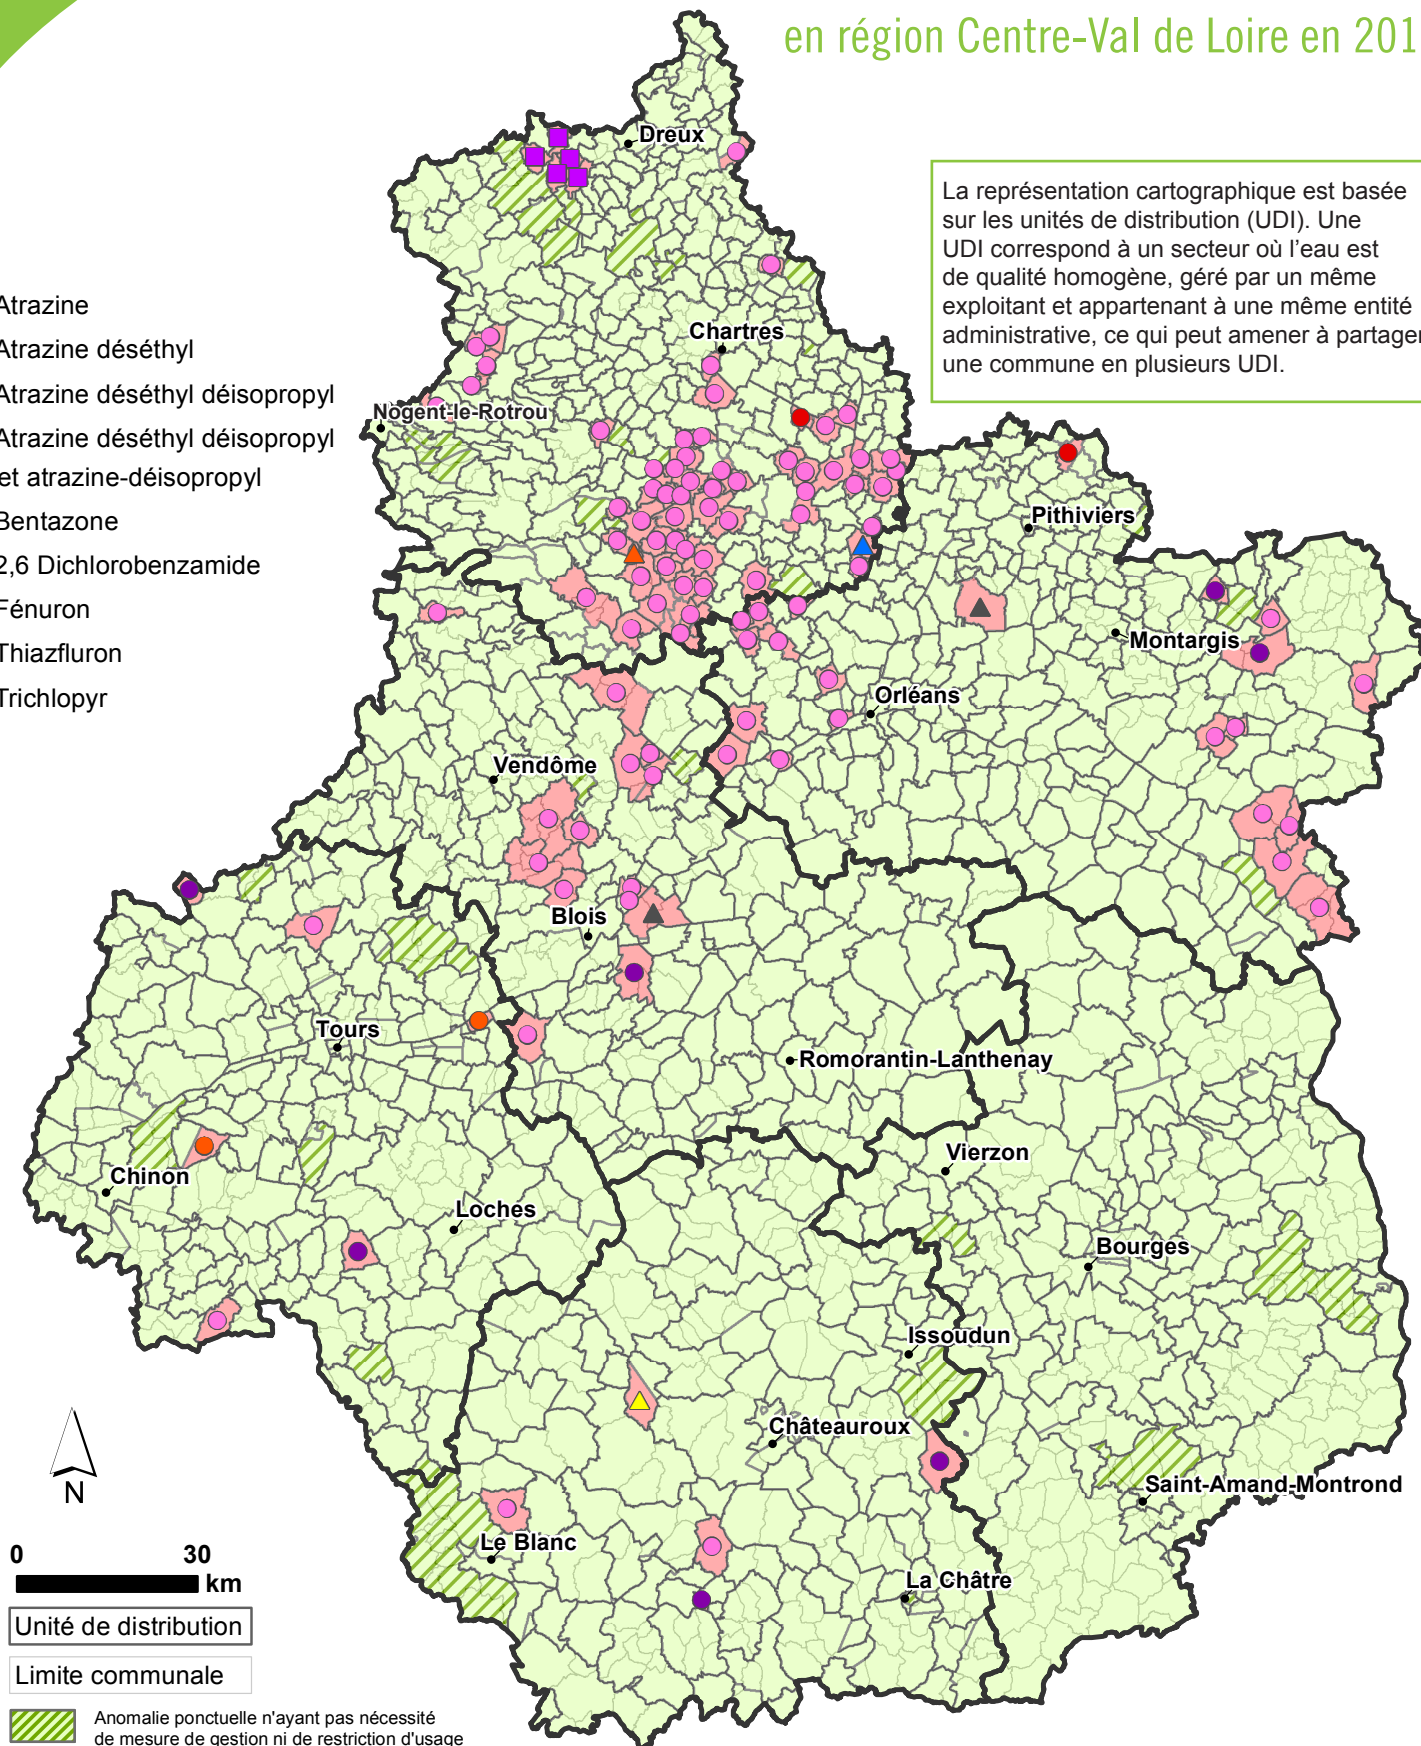 en région Centre-Val de Loire en 201
Dreux
La représentation cartographique est basée
sur les unités de distribution (UDI). Une
UDI correspond à un secteur où l'eau est
de qualité homogène, géré par un même
exploitant et appartenant à une même entité
administrative, ce qui peut amener à partager
une commune en plusieurs UDI.
Atrazine
Atrazine déséthyl
Atrazine déséthyl déisopropyl
Atrazine déséthyl déisopropyl
et atrazine-déisopropyl
Bentazone
2,6 Dichlorobenzamide
Fénuron
Thiazfluron
Trichlopyr
Chartres
Nogent-le-Rotrou
Pithiviers
Montargis
Orléans
Vendôme
Blois
Tours
Romorantin-Lanthenay
Vierzon
Chinon
Loches
Bourges
Issoudun
Châteauroux
Saint-Amand-Montrond
Le Blanc
La Châtre
N
0 30
km
Unité de distribution
Limite communale
Anomalie ponctuelle n'ayant pas nécessité
de mesure de gestion ni de restriction d'usage